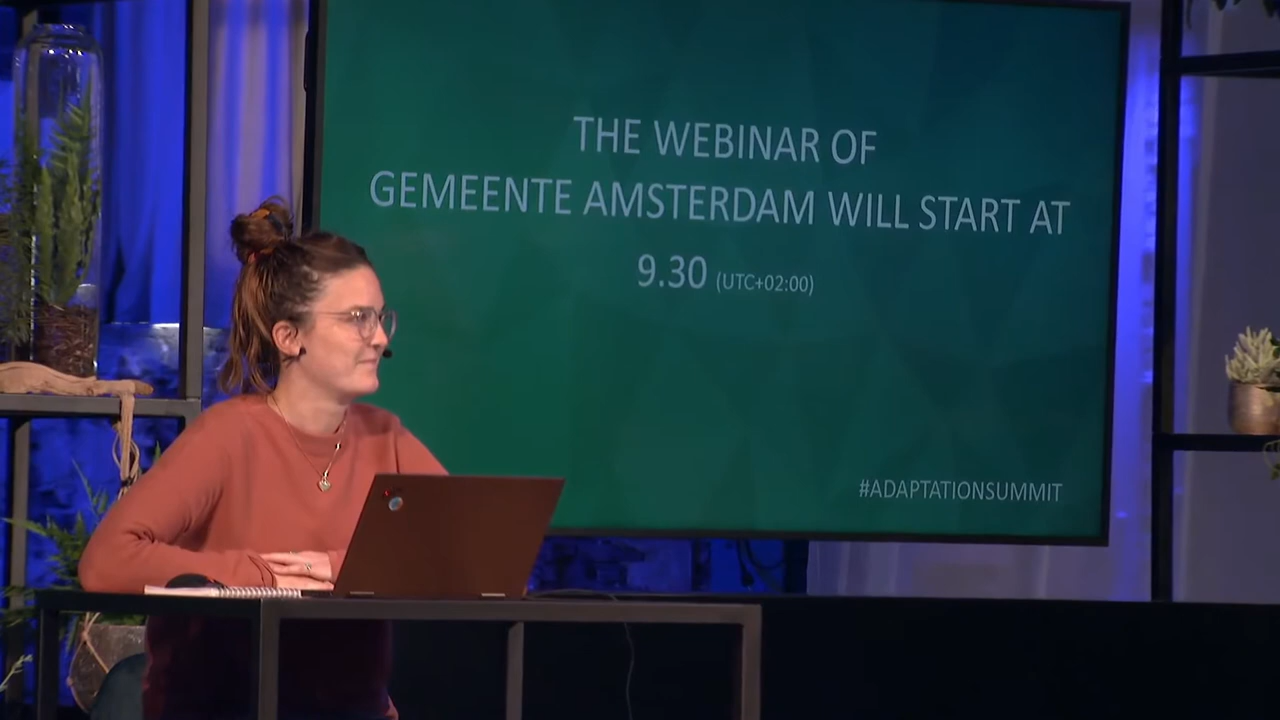 THE WEBINAR OF
GEMEENTE AMSTERDAM WILL START AT
9.30 (UTC+02:00)
#ADAPTATIONSUMMIT